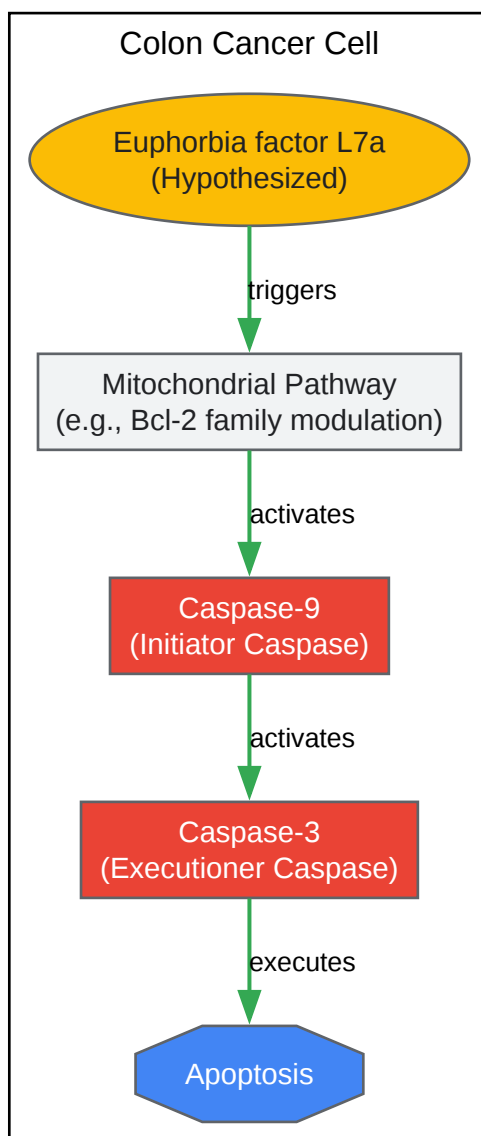 Colon Cancer Cell
Euphorbia factor L7a
(Hypothesized)
triggers
Mitochondrial Pathway
(e.g., Bcl-2 family modulation)
activates
Caspase-9
(Initiator Caspase)
activates
Caspase-3
(Executioner Caspase)
executes
Apoptosis